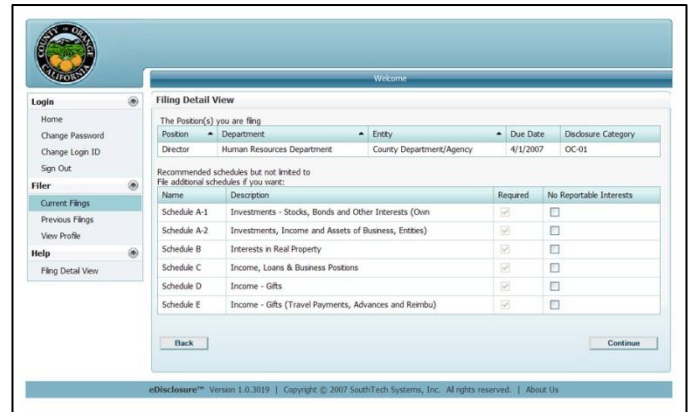 COUNTY OF ORANGE
CALIFORNIA
Welcome
Login
Home
Change Password
Change Login ID
Sign Out
Filer
Current Filings
Previous Filings
View Profile
Help
Filing Detail View
Filing Detail View
The Position(s) you are filing
Position Department Entity Due Date Disclosure Category
Director Human Resources Department County Department/Agency 4/1/2007 OC-01
Recommended schedules but not limited to
File additional schedules if you want:
Name Description Required No Reportable Interests
Schedule A-1 Investments - Stocks, Bonds and Other Interests (Own
Schedule A-2 Investments, Income and Assets of Business, Entities)
Schedule B Interests in Real Property
Schedule C Income, Loans & Business Positions
Schedule D Income - Gifts
Schedule E Income - Gifts (Travel Payments, Advances and Reimbu)
Back Continue
eDisclosure™ Version 1.0.3019 | Copyright © 2007 SouthTech Systems, Inc. All rights reserved. | About Us